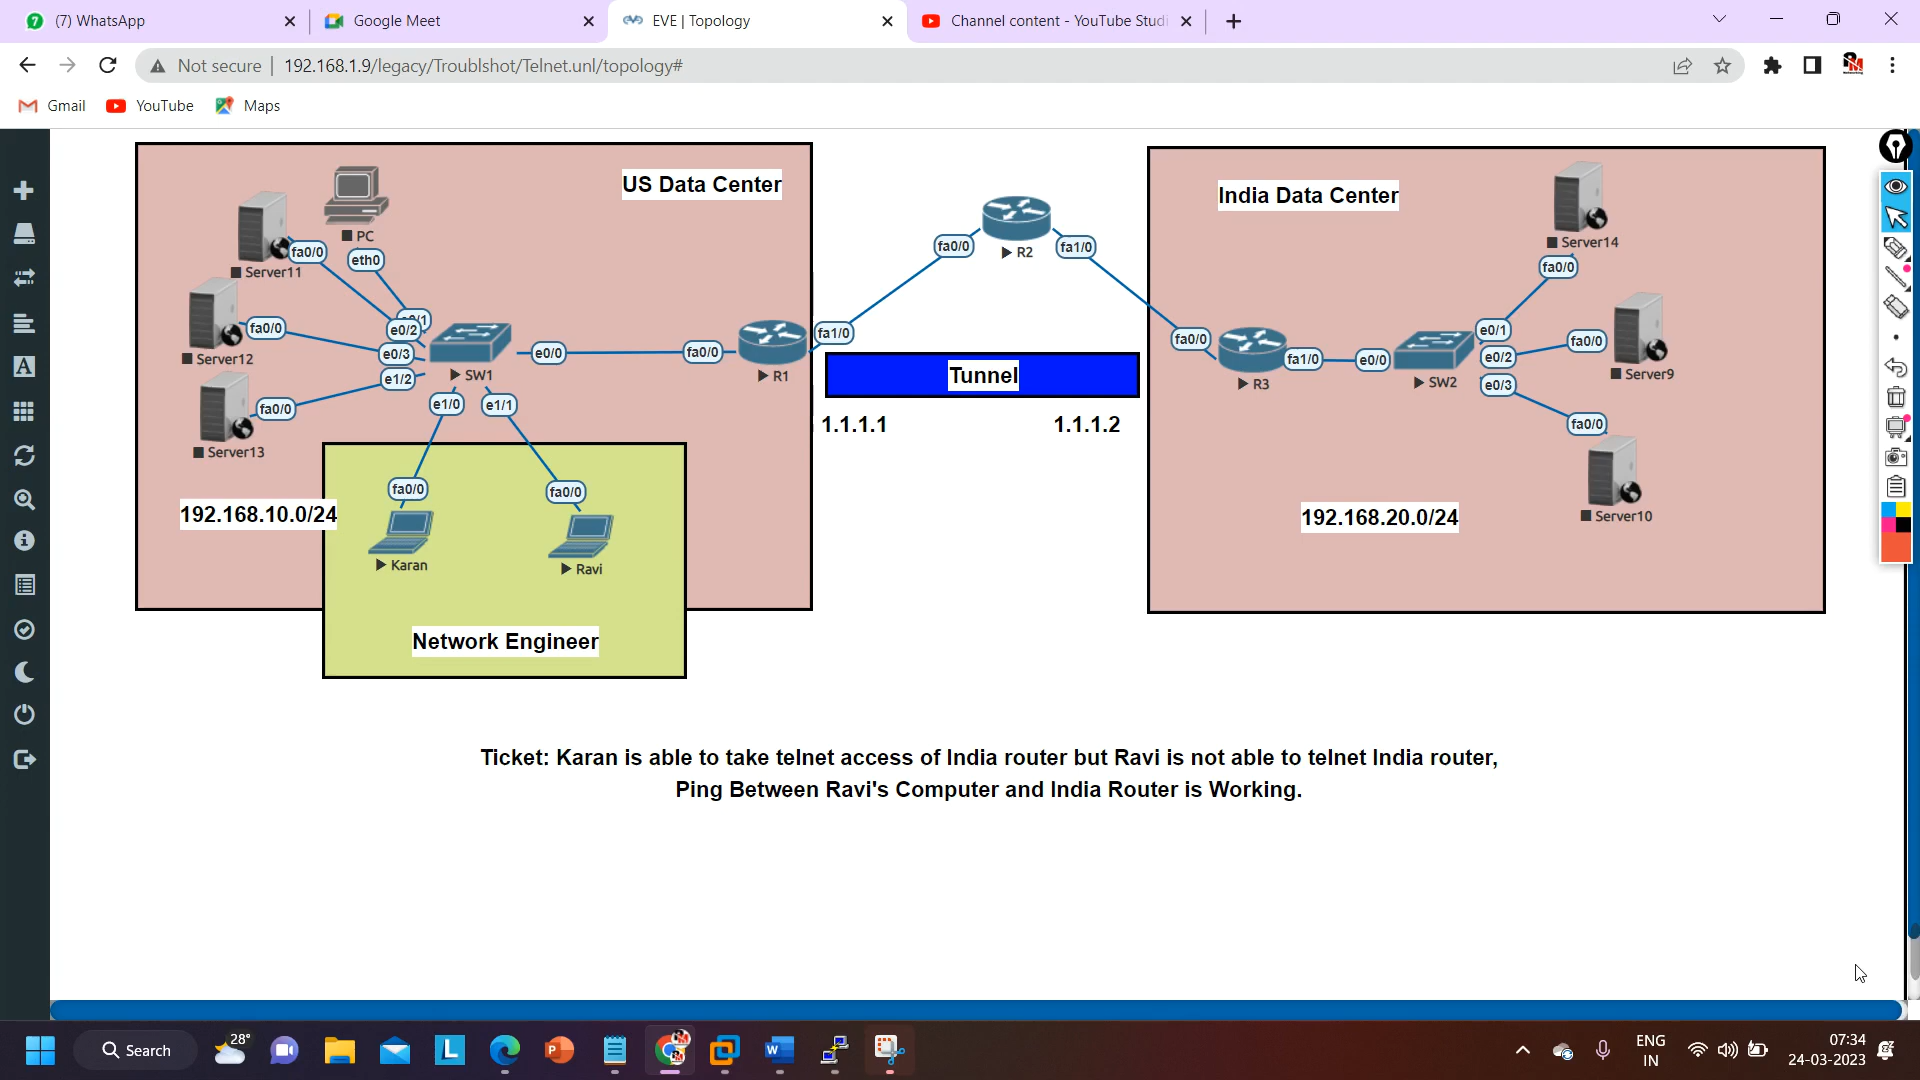 (7) WhatsApp
Google Meet
EVE | Topology
Channel content - YouTube Studi
Not secure
192.168.1.9/legacy/Troublshot/Telnet.unl/topology#
Gmail
YouTube
Maps
US Data Center
PC
eth0
fa0/0
Server11
fa0/0
Server12
fa0/0
Server13
e0/2
e0/3
e1/2
SW1
e1/0
e1/1
e0/0
fa0/0
R1
fa1/0
fa0/0
R2
fa1/0
Tunnel
1.1.1.1
1.1.1.2
192.168.10.0/24
fa0/0
Karan
fa0/0
Ravi
Network Engineer
India Data Center
fa0/0
R3
fa1/0
e0/0
SW2
e0/1
e0/2
e0/3
Server14
fa0/0
fa0/0
Server9
fa0/0
Server10
192.168.20.0/24
Ticket: Karan is able to take telnet access of India router but Ravi is not able to telnet India router,
Ping Between Ravi's Computer and India Router is Working.
Search
28°
ENG
IN
07:34
24-03-2023